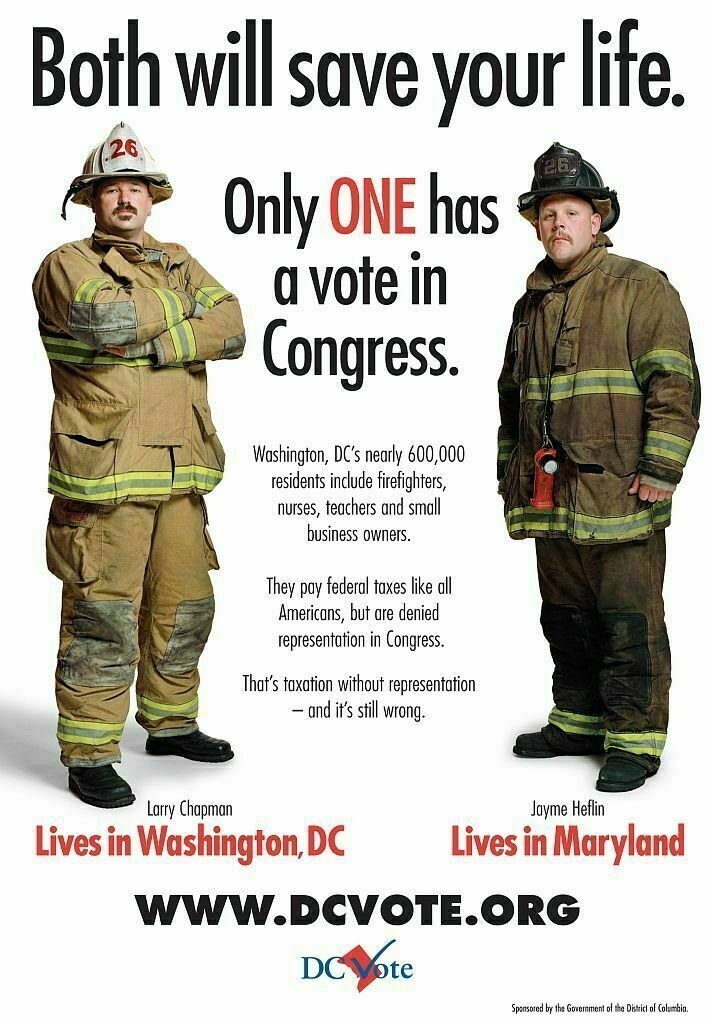 Both will save your life.
26
26
Only ONE has
a vote in
Congress.
Washington, DC's nearly 600,000
residents include firefighters,
nurses, teachers and small
business owners.
They pay federal taxes like all
Americans, but are denied
representation in Congress.
That's taxation without representation
– and it's still wrong.
Larry Chapman
Lives in Washington, DC
Jayme Heflin
Lives in Maryland
WWW.DCVOTE.ORG
DC Vote
Sponsored by the Government of the District of Columbia.